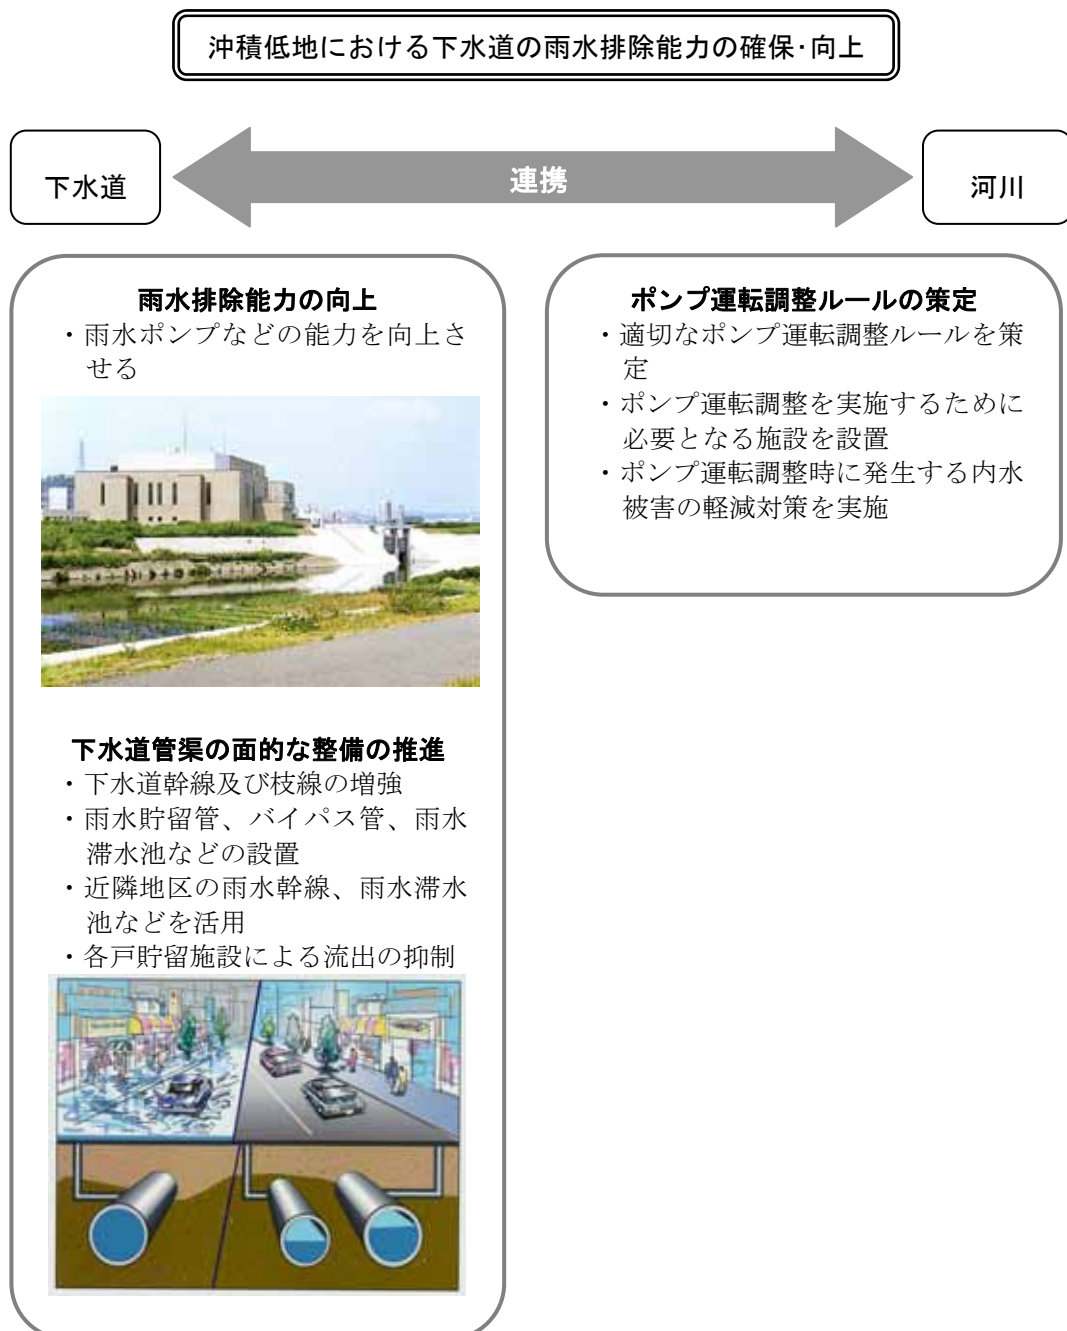 沖積低地における下水道の雨水排除能力の確保･向上
下水道
連携
河川
雨水排除能力の向上
・雨水ポンプなどの能力を向上さ
せる
下水道管渠の面的な整備の推進
・下水道幹線及び枝線の増強
・雨水貯留管、バイパス管、雨水
滞水池などの設置
・近隣地区の雨水幹線、雨水滞水
池などを活用
・各戸貯留施設による流出の抑制
ポンプ運転調整ルールの策定
・適切なポンプ運転調整ルールを策
定
・ポンプ運転調整を実施するために
必要となる施設を設置
・ポンプ運転調整時に発生する内水
被害の軽減対策を実施